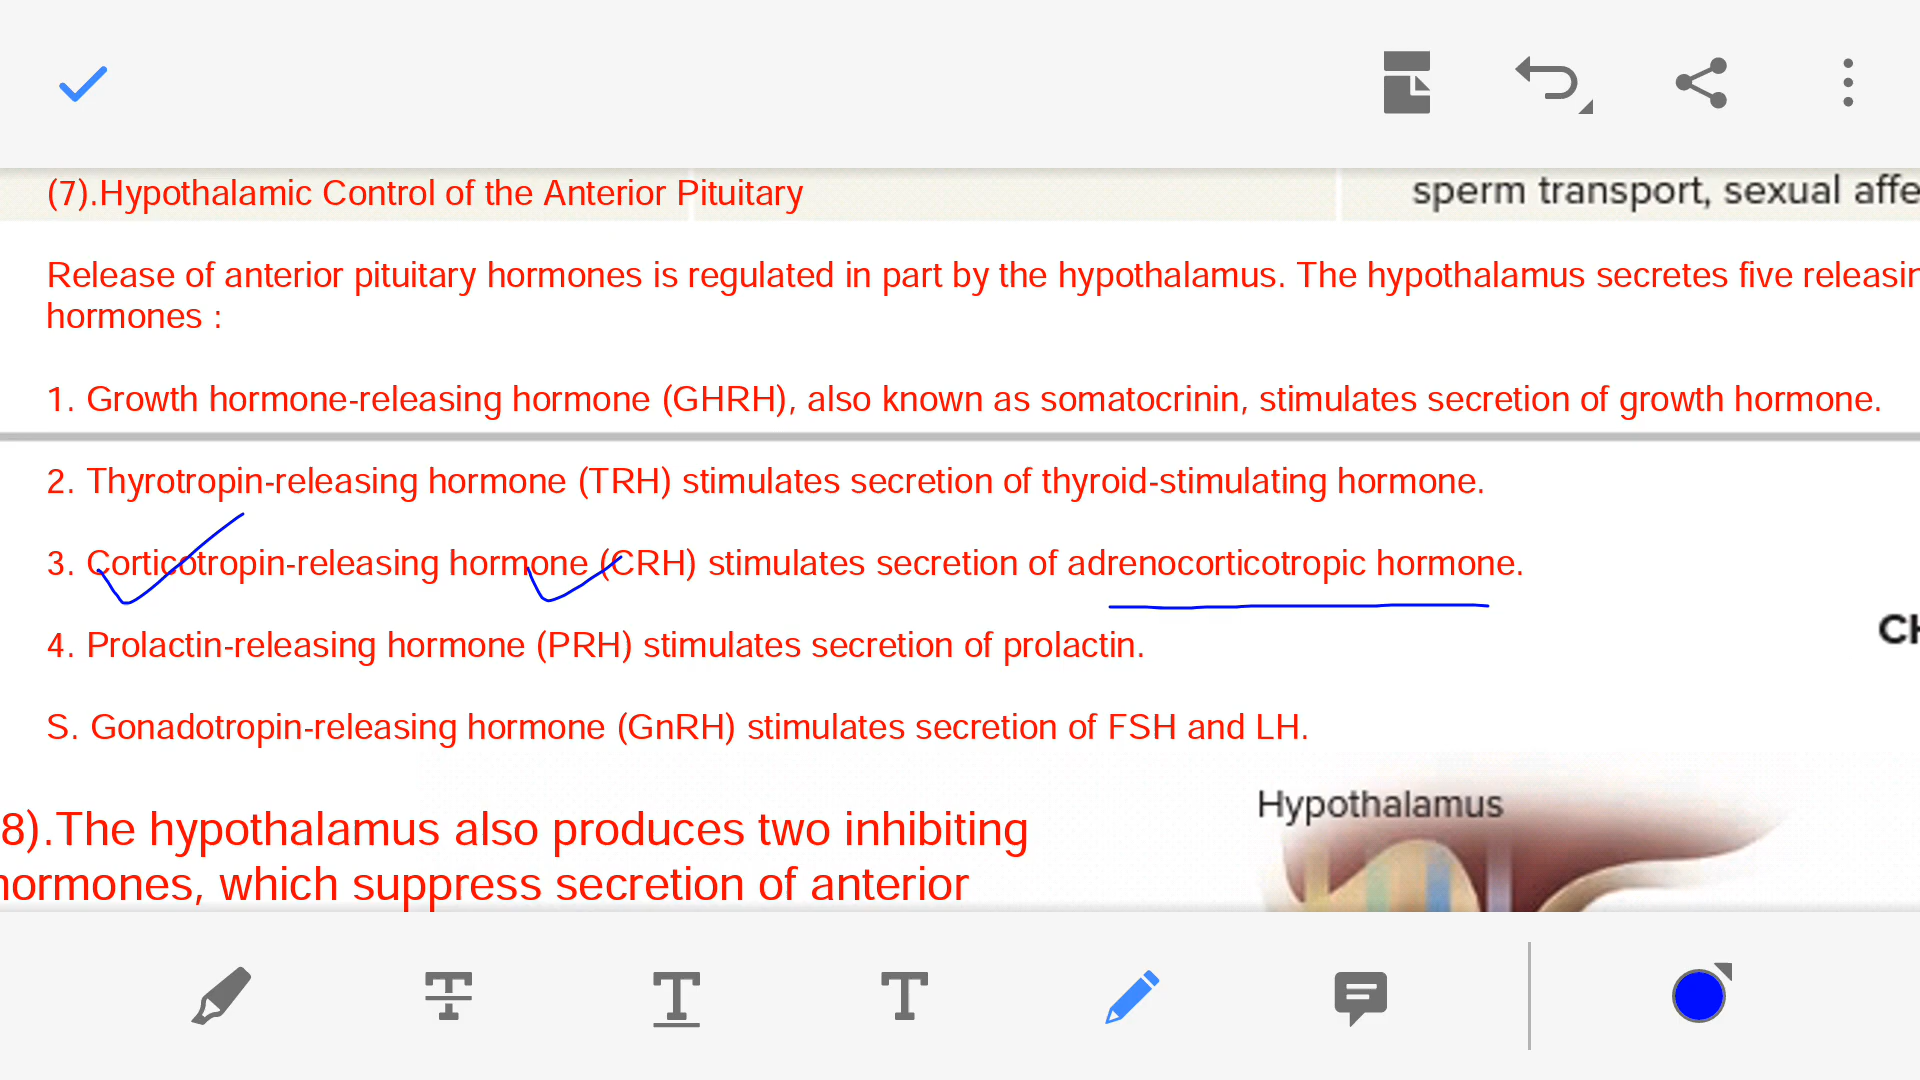 (7).Hypothalamic Control of the Anterior Pituitary
sperm transport, sexual affe
Release of anterior pituitary hormones is regulated in part by the hypothalamus. The hypothalamus secretes five releasin
hormones :
1. Growth hormone-releasing hormone (GHRH), also known as somatocrinin, stimulates secretion of growth hormone.
2. Thyrotropin-releasing hormone (TRH) stimulates secretion of thyroid-stimulating hormone.
3. Corticotropin-releasing hormone (CRH) stimulates secretion of adrenocorticotropic hormone.
CH
4. Prolactin-releasing hormone (PRH) stimulates secretion of prolactin.
S. Gonadotropin-releasing hormone (GnRH) stimulates secretion of FSH and LH.
Hypothalamus
8).The hypothalamus also produces two inhibiting
hormones, which suppress secretion of anterior